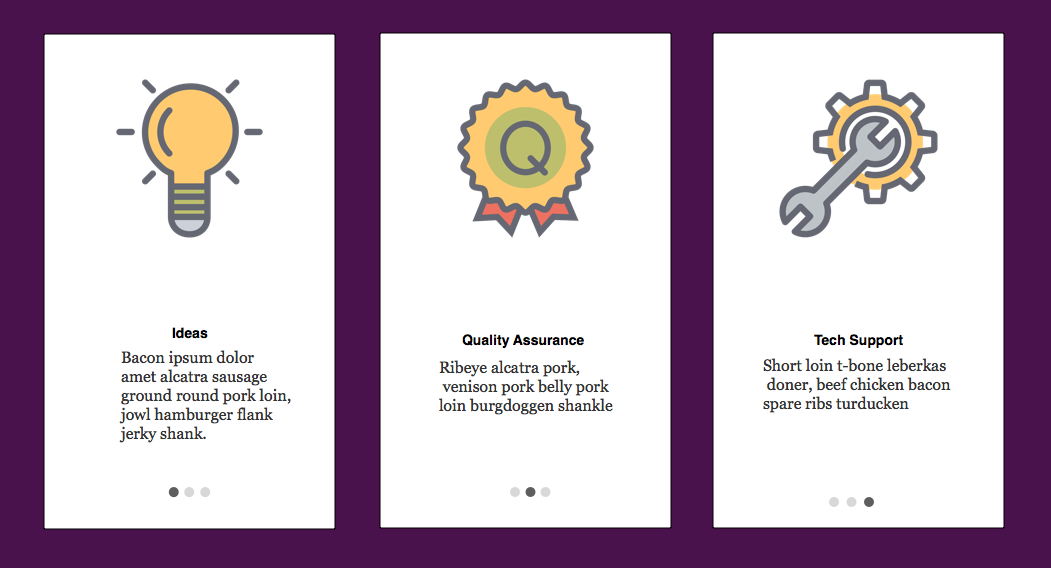 Ideas
Bacon ipsum dolor
amet alcatra sausage
ground round pork loin,
jowl hamburger flank
jerky shank.
Q
Quality Assurance
Ribeye alcatra pork,
venison pork belly pork
loin burgdoggen shankle
Tech Support
Short loin t-bone leberkas
doner, beef chicken bacon
spare ribs turducken